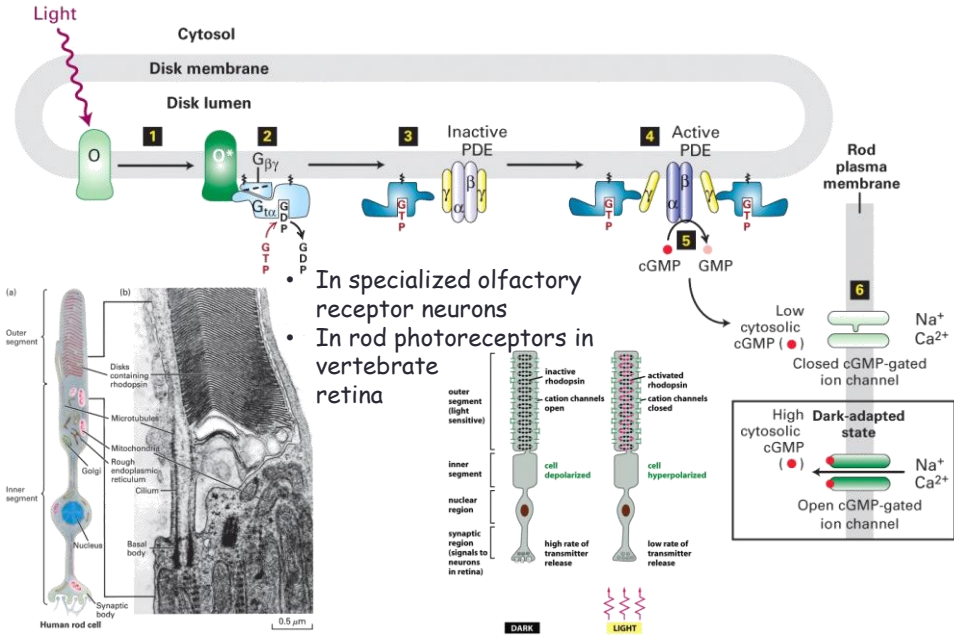 Light
Cytosol
Disk membrane
Disk lumen
O
1
O*
2
Gβγ
Gtα
G
D
P
G
T
P
G
D
P
3
Inactive
PDE
G
T
P
γ
α
β
γ
4
Active
PDE
G
T
P
γ
α
β
γ
G
T
P
5
cGMP
GMP
Rod
plasma
membrane
6
Low
cytosolic
cGMP ( )
Na+
Ca2+
Closed cGMP-gated
ion channel
High
cytosolic
cGMP
( )
Dark-adapted
state
Na+
Ca2+
Open cGMP-gated
ion channel
• In specialized olfactory
receptor neurons
• In rod photoreceptors in
vertebrate
retina
(a)
Outer
segment
Disks
containing
rhodopsin
Microtubules
Mitochondria
Golgi
Rough
endoplasmic
reticulum
Cilium
Inner
segment
Basal
body
Nucleus
Synaptic
body
Human rod cell
(b)
0.5 μm
outer
segment
(light
sensitive)
inactive
rhodopsin
cation channels
open
activated
rhodopsin
cation channels
closed
inner
segment
cell
depolarized
cell
hyperpolarized
nuclear
region
synaptic
region
(signals to
neurons
in retina)
high rate of
transmitter
release
low rate of
transmitter
release
DARK
LIGHT